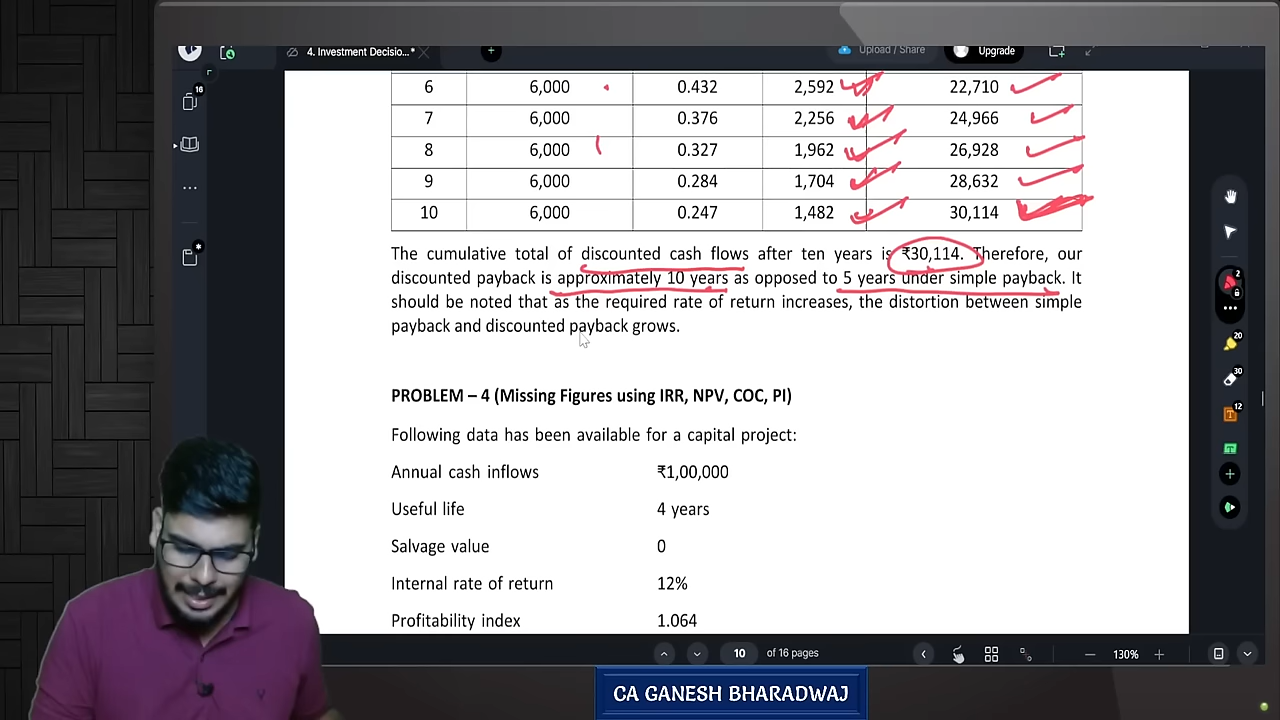 4. Investment Decisio...*
Upload / Share
Upgrade
16
6 6,000 0.432 2,592 22,710
7 6,000 0.376 2,256 24,966
8 6,000 0.327 1,962 26,928
9 6,000 0.284 1,704 28,632
10 6,000 0.247 1,482 30,114
The cumulative total of discounted cash flows after ten years is ₹30,114. Therefore, our
discounted payback is approximately 10 years as opposed to 5 years under simple payback. It
should be noted that as the required rate of return increases, the distortion between simple
payback and discounted payback grows.
PROBLEM – 4 (Missing Figures using IRR, NPV, COC, PI)
Following data has been available for a capital project:
Annual cash inflows ₹1,00,000
Useful life 4 years
Salvage value 0
Internal rate of return 12%
Profitability index 1.064
2
20
30
12
10 of 16 pages
130%
CA GANESH BHARADWAJ